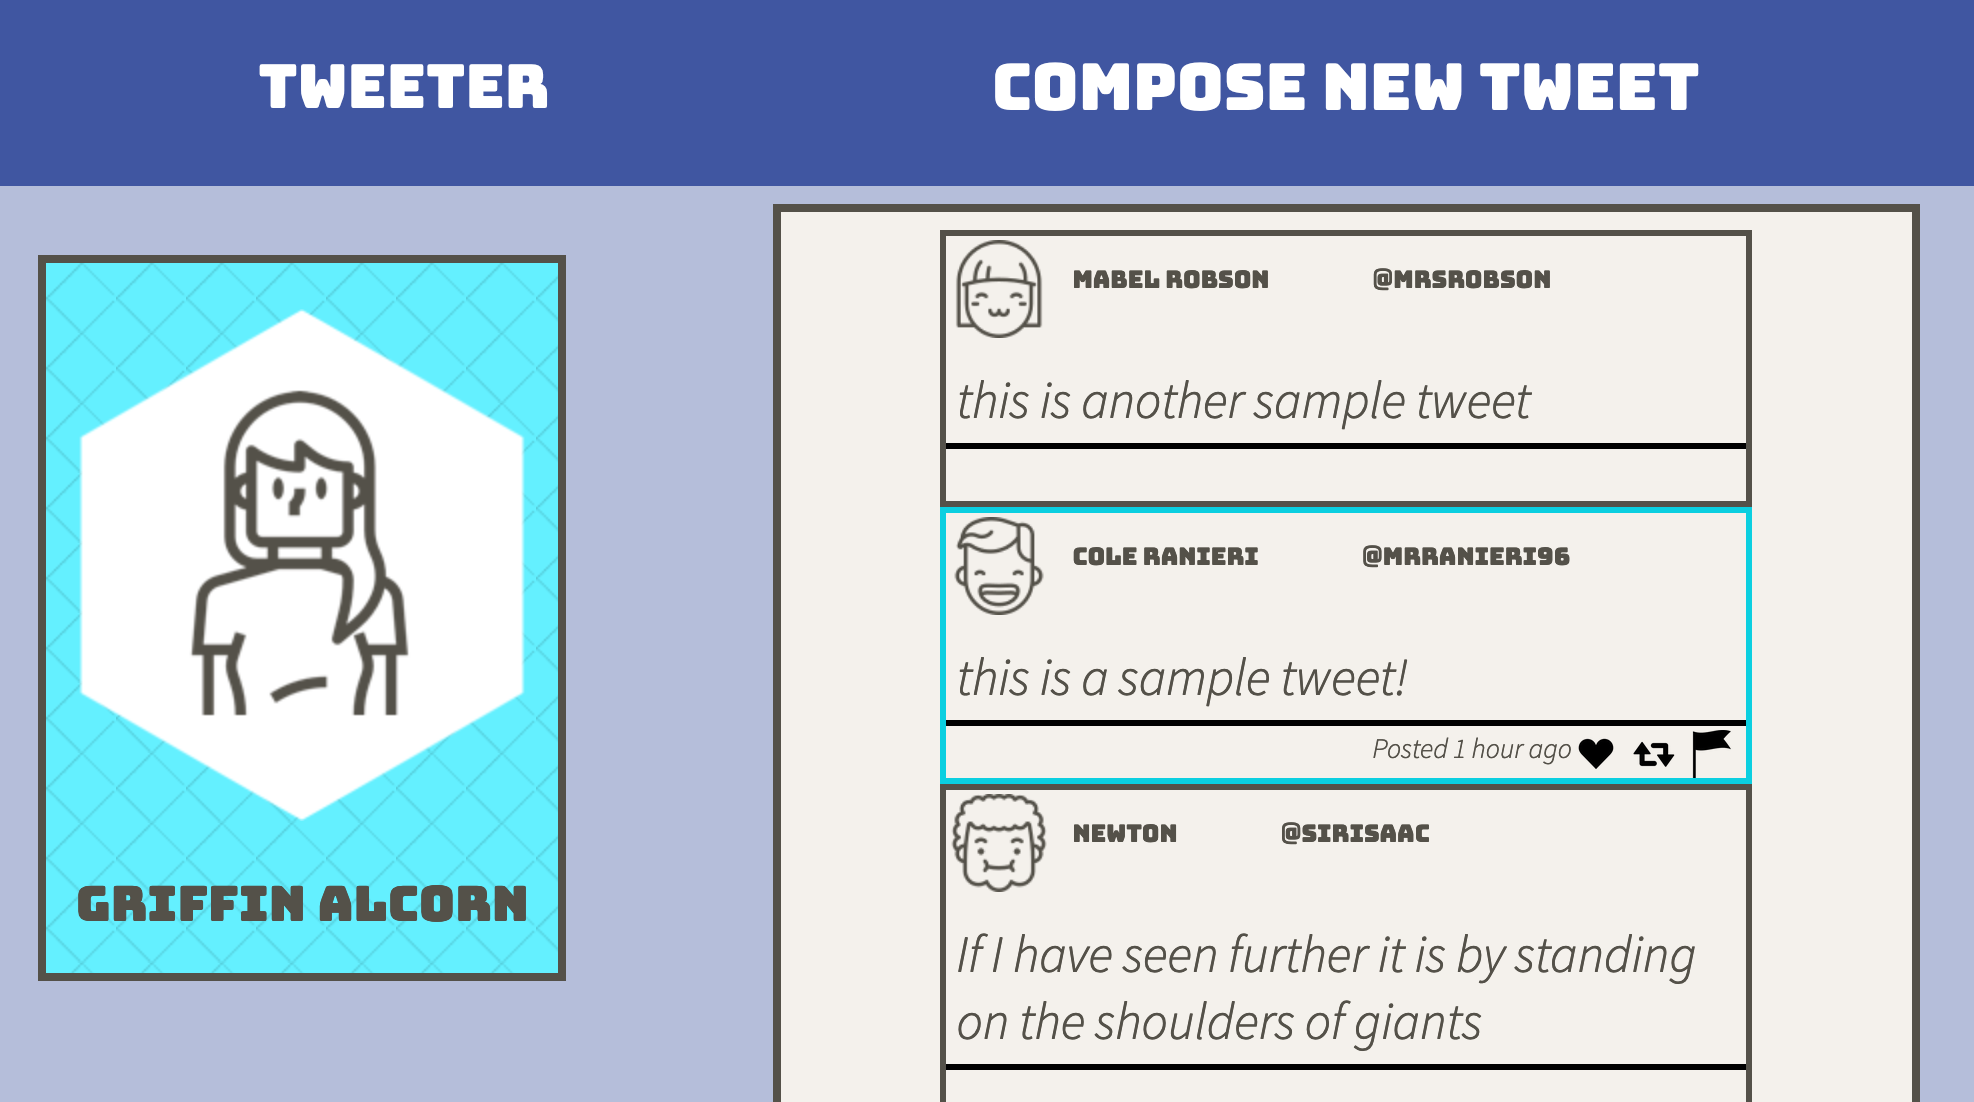 TWEETER
COMPOSE NEW TWEET
GRIFFIN ALCORN
MABEL ROBSON @MRSROBSON
this is another sample tweet
COLE RANIERI @MRRANIERI96
this is a sample tweet!
Posted 1 hour ago
NEWTON @SIRISAAC
If I have seen further it is by standing
on the shoulders of giants